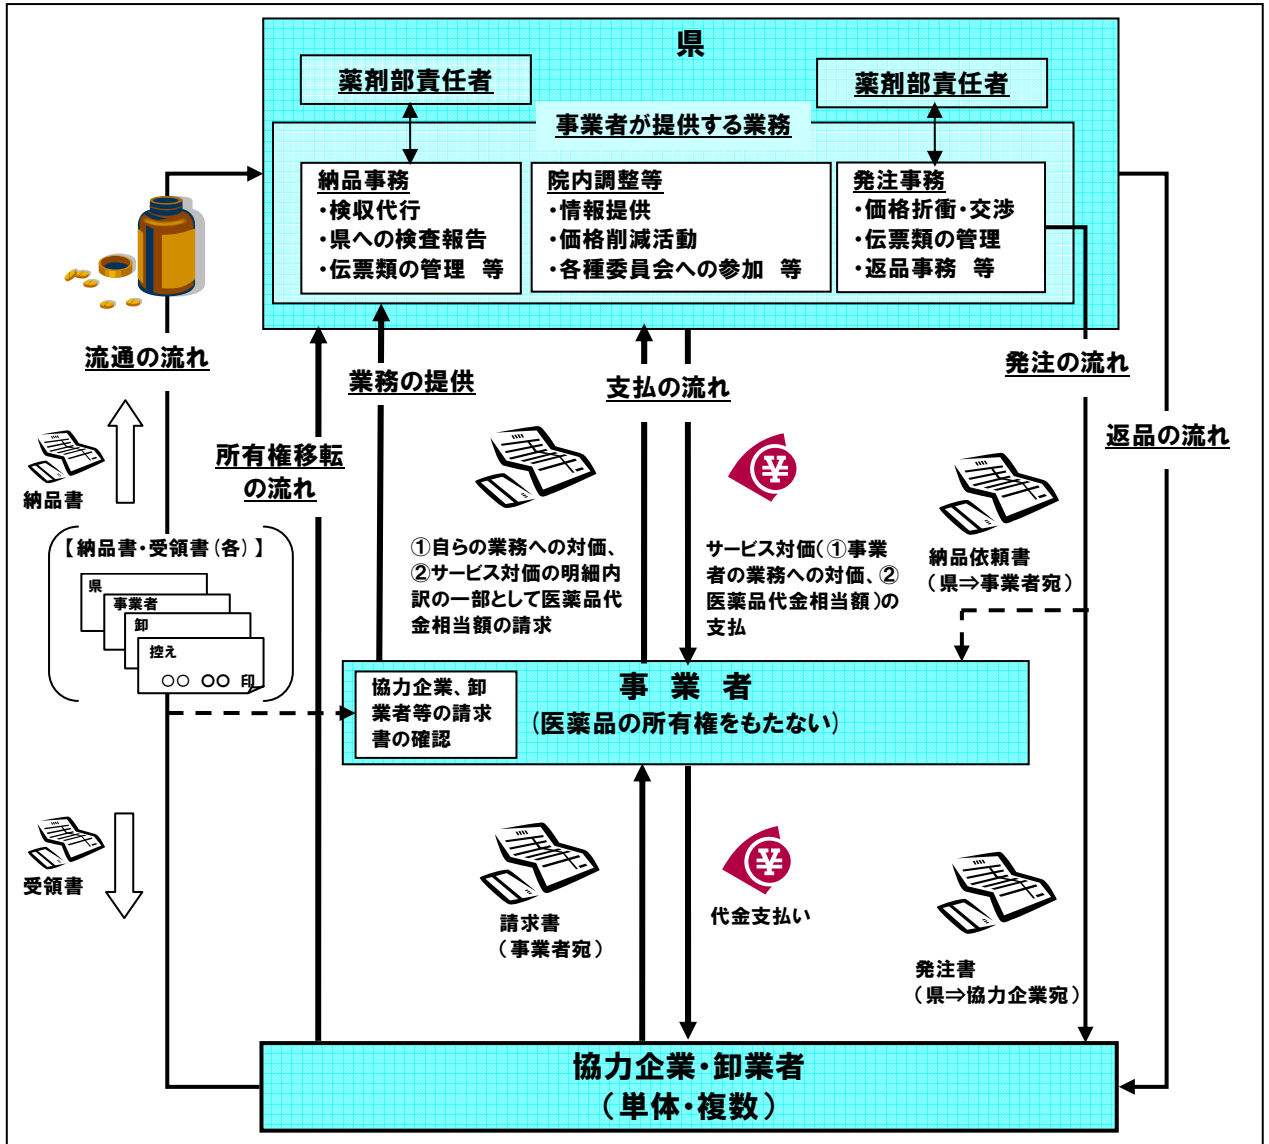 県
薬剤部責任者
薬剤部責任者
事業者が提供する業務
納品事務
・検収代行
・県への検査報告
・伝票類の管理 等
院内調整等
・情報提供
・価格削減活動
・各種委員会への参加 等
発注事務
・価格折衝・交渉
・伝票類の管理
・返品事務 等
流通の流れ
業務の提供
支払の流れ
発注の流れ
返品の流れ
所有権移転
の流れ
納品書
【納品書・受領書(各)】
県
事業者
卸
控え
○○ ○○ 印
①自らの業務への対価、
②サービス対価の明細内
訳の一部として医薬品代
金相当額の請求
サービス対価(①事業
者の業務への対価、②
医薬品代金相当額)の
支払
納品依頼書
(県⇒事業者宛)
協力企業、卸
業者等の請求
書の確認
事 業 者
(医薬品の所有権をもたない)
受領書
請求書
(事業者宛)
代金支払い
発注書
(県⇒協力企業宛)
協力企業・卸業者
(単体・複数)